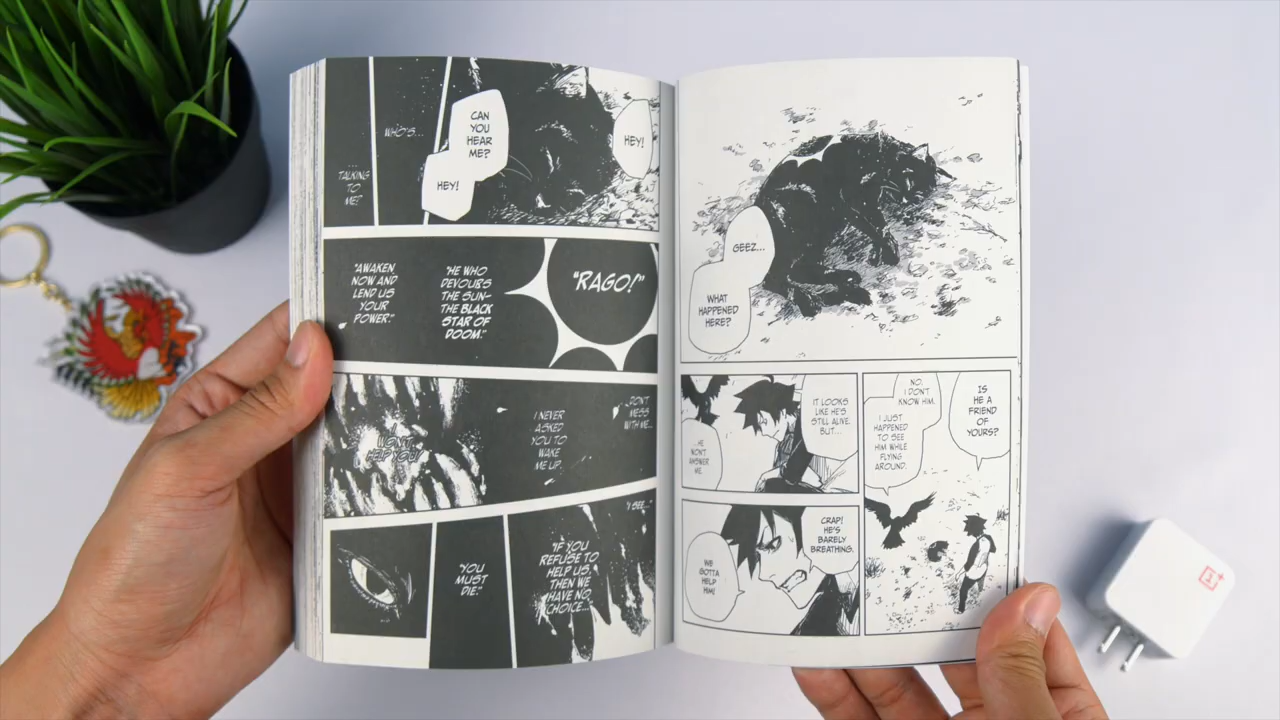 GEEZ...
WHAT
HAPPENED
HERE?
IS
HE A
FRIEND
OF
YOURS?
NO,
I DON'T
KNOW HIM.
I JUST
HAPPENED
TO SEE
HIM WHILE
FLYING
AROUND.
IT LOOKS
LIKE HE'S
STILL ALIVE.
BUT...
...HE
WON'T
ANSWER
ME
CRAP!
HE'S
BARELY
BREATHING.
WE
GOTTA
HELP
HIM!
HEY!
CAN
YOU
HEAR
ME?
HEY!
WHO'S...
...TALKING
TO
ME?
"RAGO!"
"HE WHO
DEVOURS
THE SUN–
THE BLACK
STAR OF
DOOM."
"AWAKEN
NOW AND
LEND US
YOUR
POWER."
...DON'T
MESS
WITH ME...
I NEVER
ASKED
YOU TO
WAKE
ME UP.
I WON'T
HELP YOU!
"I SEE..."
"IF YOU
REFUSE TO
HELP US,
THEN WE
HAVE NO
CHOICE...
"YOU
MUST
DIE."